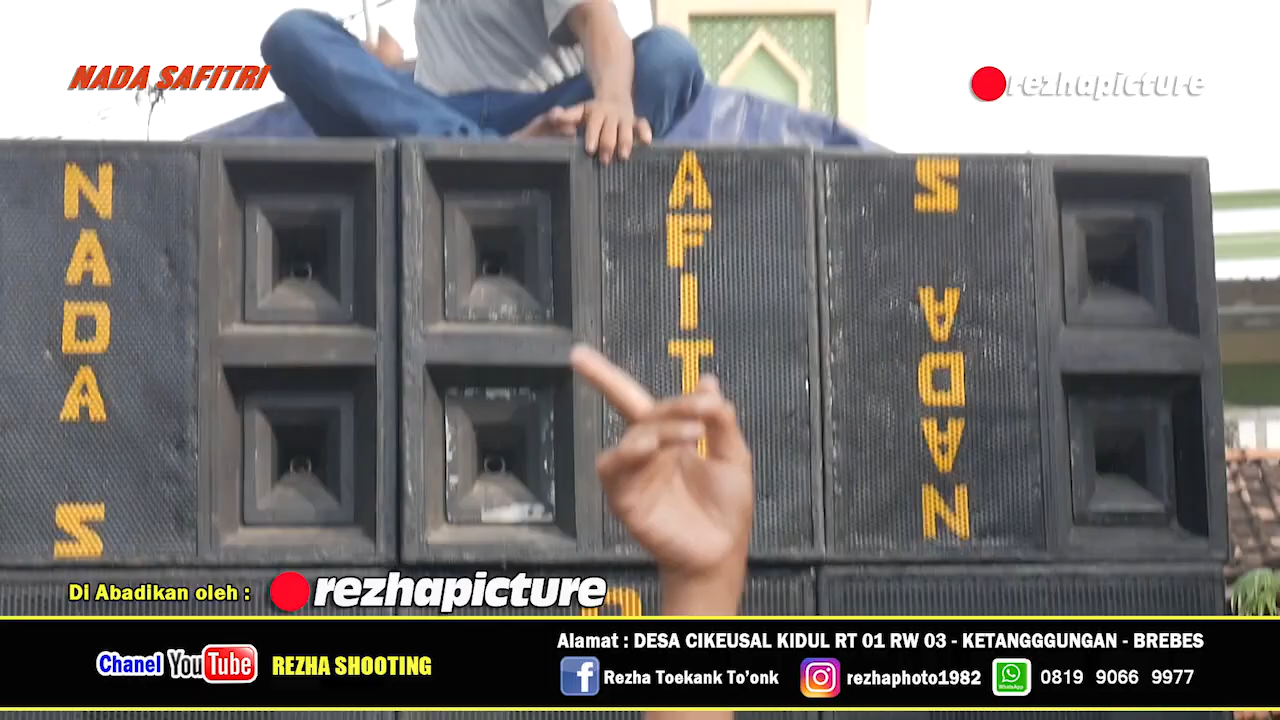 NADA SAFITRI
rezhapicture
NADA S
AFIT
NADA S
Di Abadikan oleh :
rezhapicture
Chanel YouTube
REZHA SHOOTING
Alamat : DESA CIKEUSAL KIDUL RT 01 RW 03 - KETANGGGUNGAN - BREBES
Rezha Toekank To'onk
rezhaphoto1982
WhatsApp
0819 9066 9977